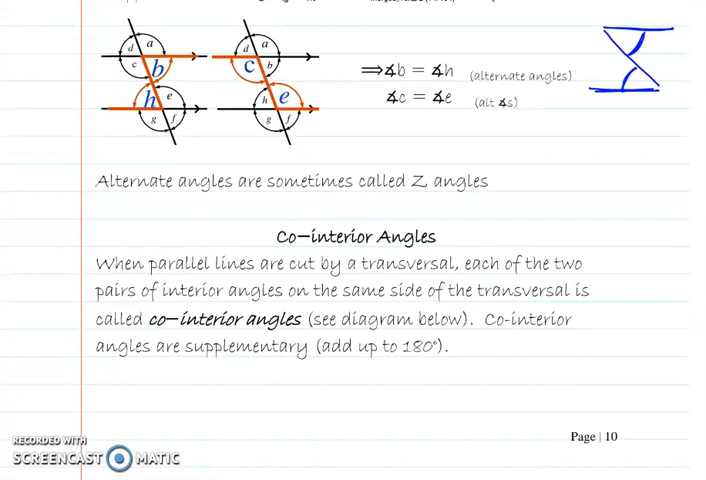 d a d a
c b c b
⟹∡b = ∡h (alternate angles)
h e h e
∡c = ∡e (alt ∡s)
g f g f
Alternate angles are sometimes called Z angles
Co-interior Angles
When parallel lines are cut by a transversal, each of the two
pairs of interior angles on the same side of the transversal is
called co-interior angles (see diagram below). Co-interior
angles are supplementary (add up to 180°).
Page | 10
RECORDED WITH
SCREENCAST MATIC